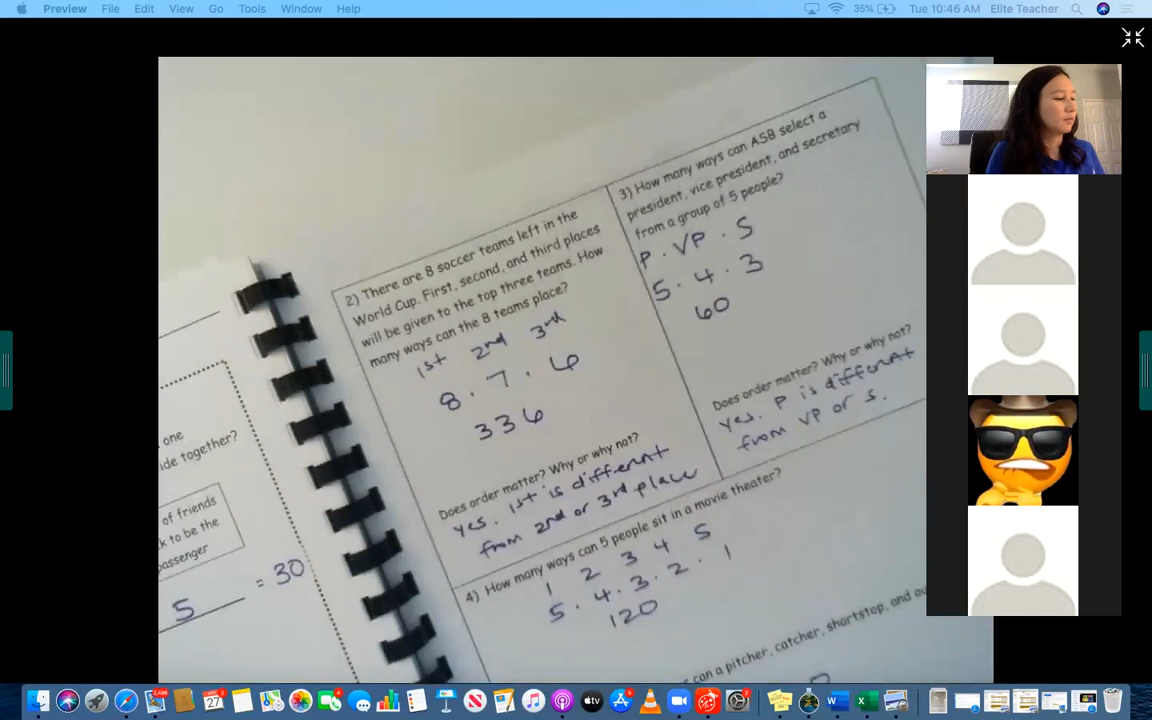 Preview File Edit View Go Tools Window Help 35% Tue 10:46 AM Elite Teacher
one
ide together?
of friends
k to be the
passenger
5 = 30
2) There are 8 soccer teams left in the
World Cup. First, second, and third places
will be given to the top three teams. How
many ways can the 8 teams place?
1st 2nd 3rd
8 . 7 . 6
336
Does order matter? Why or why not?
yes. 1st is different
from 2nd or 3rd place
3) How many ways can ASB select a
president, vice president, and secretary
from a group of 5 people?
P . VP . S
5 . 4 . 3
60
Does order matter? Why or why not?
yes. P is different
from VP or S.
4) How many ways can 5 people sit in a movie theater?
1 2 3 4 5
5 . 4 . 3 . 2 . 1
120
can a pitcher, catcher, shortstop, and
27